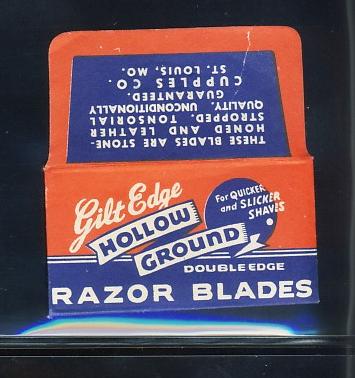 THESE BLADES ARE STONE-
HONED AND LEATHER
STROPPED. TONSORIAL
QUALITY, UNCONDITIONALLY
GUARANTEED.
CUPPLES CO.
ST. LOUIS, MO.
Gilt Edge
HOLLOW
GROUND
For QUICKER
and SLICKER
SHAVES
DOUBLE EDGE
RAZOR BLADES